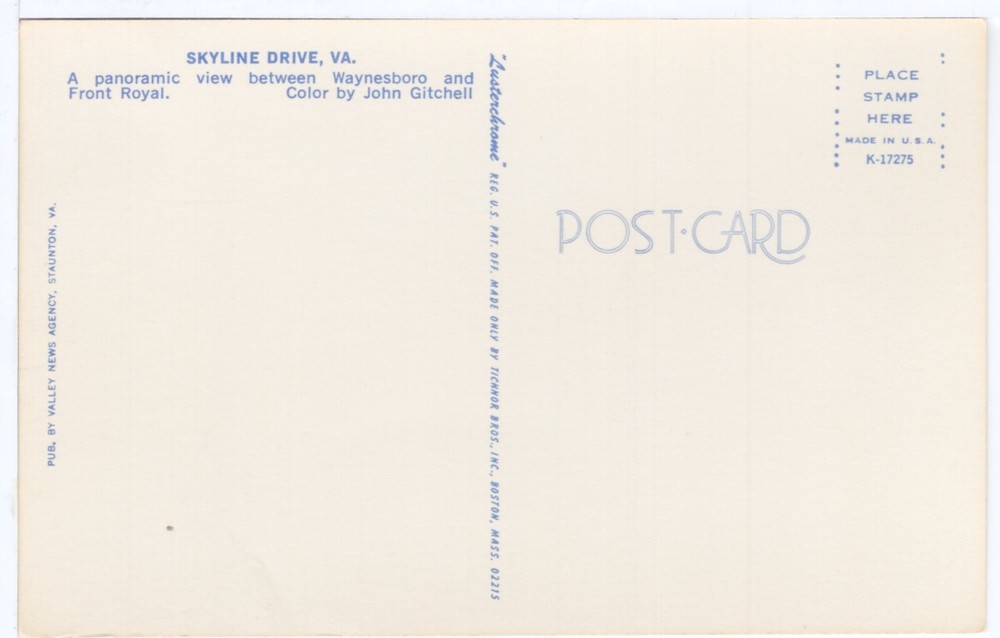 SKYLINE DRIVE, VA.
A panoramic view between Waynesboro and
Front Royal. Color by John Gitchell
PUB. BY VALLEY NEWS AGENCY, STAUNTON, VA.
"Lusterchrome" REG. U.S. PAT. OFF. MADE ONLY BY TICHNOR BROS., INC., BOSTON, MASS. 02215
PLACE
STAMP
HERE
MADE IN U.S.A.
K-17275
POST·CARD